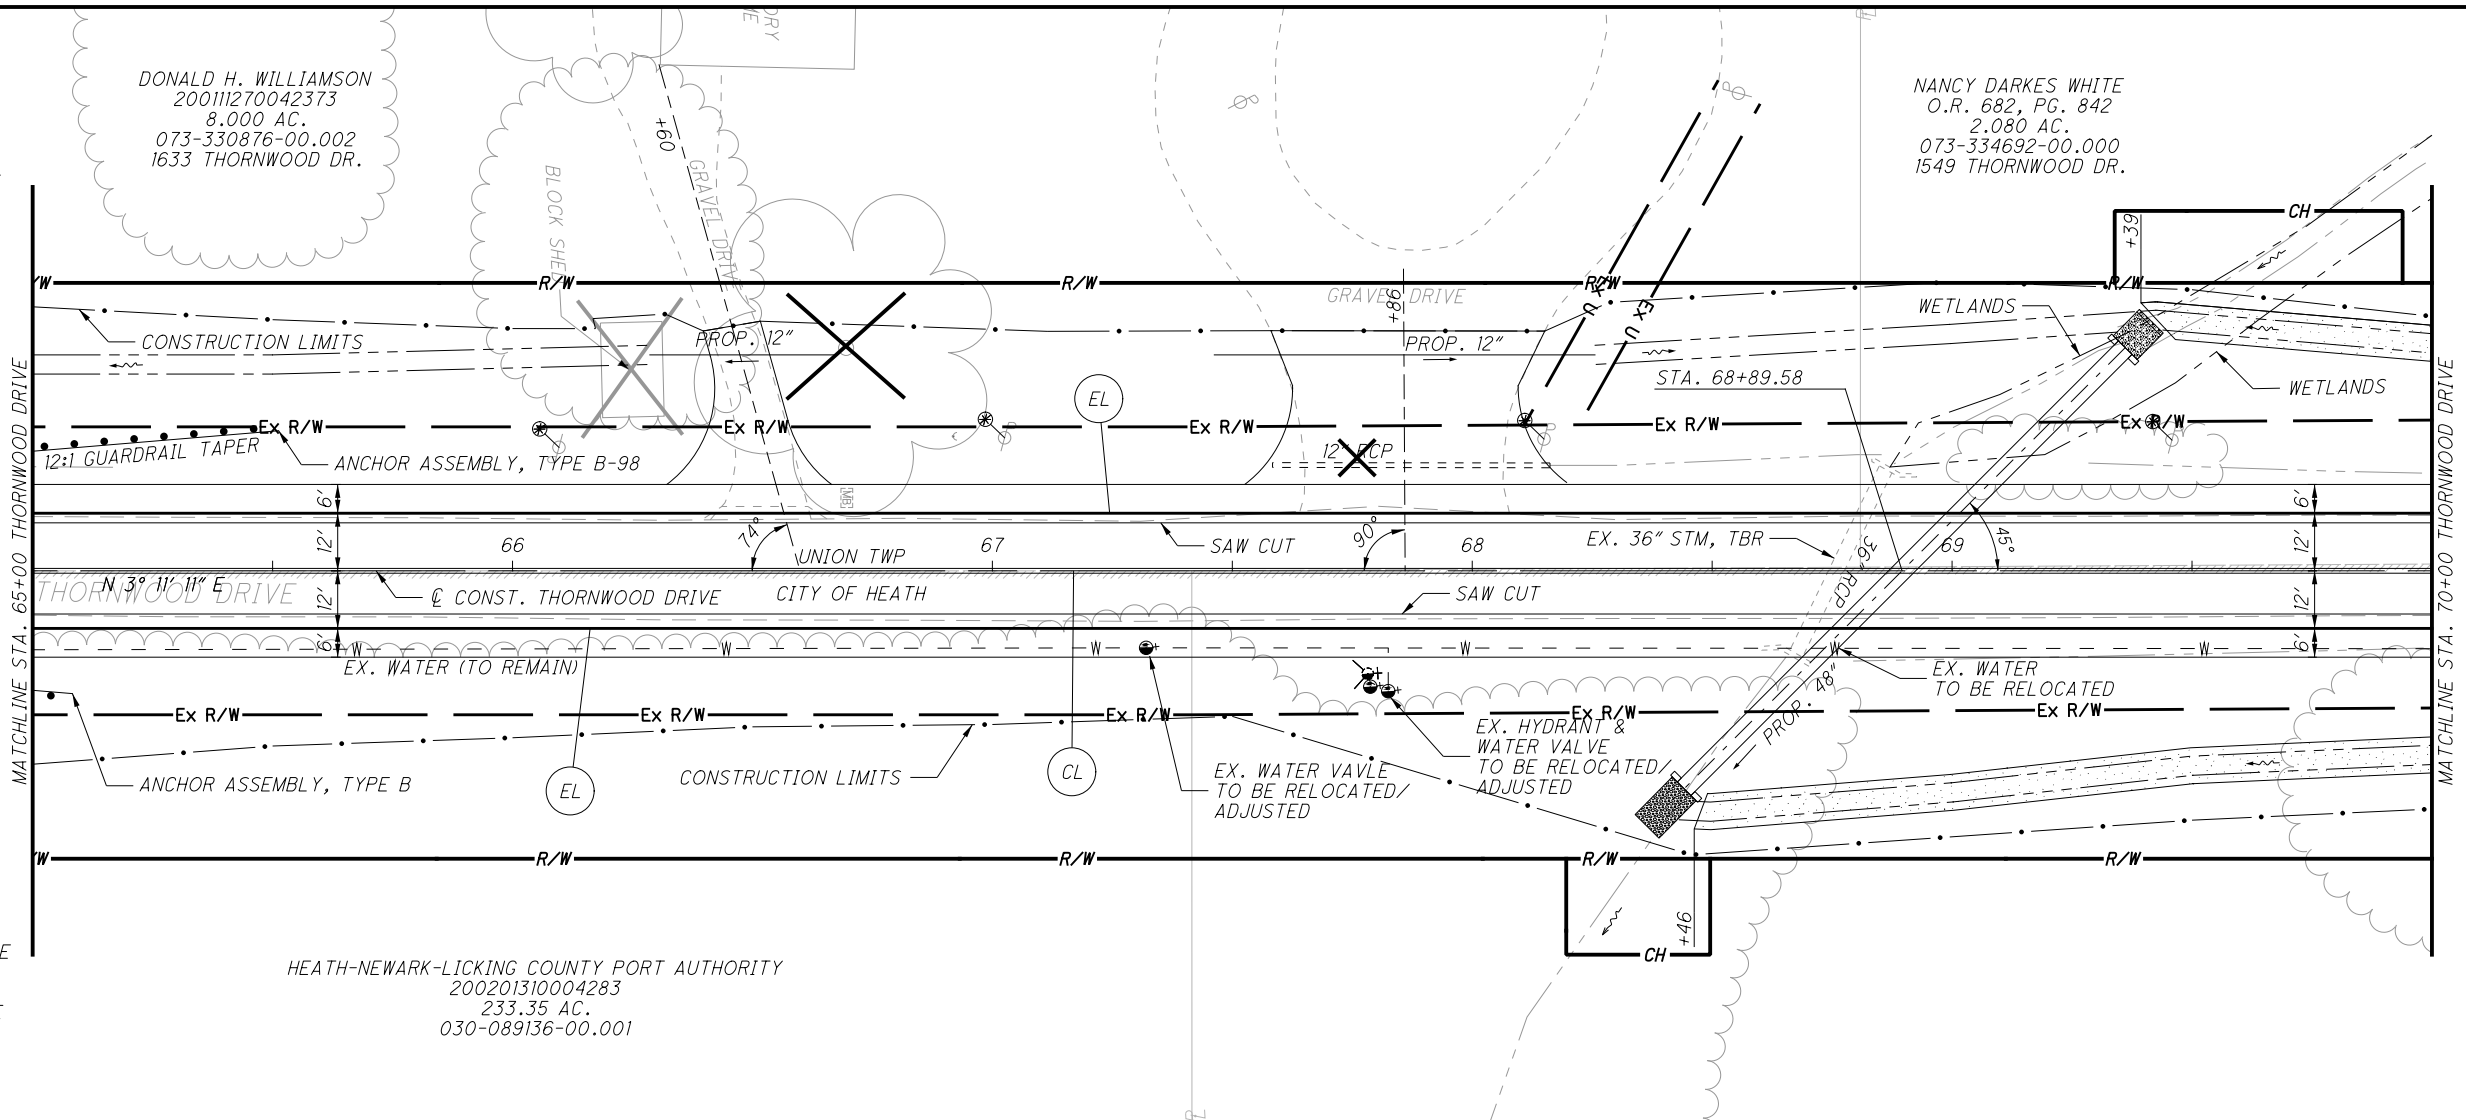 DONALD H. WILLIAMSON
200111270042373
8.000 AC.
073-330876-00.002
1633 THORNWOOD DR.
NANCY DARKES WHITE
O.R. 682, PG. 842
2.080 AC.
073-334692-00.000
1549 THORNWOOD DR.
+60
GRAVEL DRIVE
BLOCK SHED
CH
+39
R/W
R/W
R/W
R/W
R/W
GRAVEL DRIVE
+86
Ex U
Ex U
WETLANDS
CONSTRUCTION LIMITS
PROP. 12"
PROP. 12"
STA. 68+89.58
WETLANDS
EL
Ex R/W
Ex R/W
Ex R/W
Ex R/W
Ex R/W
12:1 GUARDRAIL TAPER
ANCHOR ASSEMBLY, TYPE B-98
12" RCP
MB
6'
6'
12'
12'
66
74°
UNION TWP
67
SAW CUT
90°
68
EX. 36" STM, TBR
36" RCP
69
45°
MATCHLINE STA. 65+00 THORNWOOD DRIVE
MATCHLINE STA. 70+00 THORNWOOD DRIVE
N 3° 11' 11" E
THORNWOOD DRIVE
12'
℄ CONST. THORNWOOD DRIVE
CITY OF HEATH
SAW CUT
12'
6'
6'
W
W
W
W
W
W
EX. WATER (TO REMAIN)
EX. WATER
TO BE RELOCATED
PROP. 48"
Ex R/W
Ex R/W
Ex R/W
Ex R/W
Ex R/W
EX. HYDRANT &
WATER VALVE
TO BE RELOCATED/
ADJUSTED
EX. WATER VAVLE
TO BE RELOCATED/
ADJUSTED
ANCHOR ASSEMBLY, TYPE B
EL
CONSTRUCTION LIMITS
CL
R/W
R/W
R/W
R/W
+46
CH
HEATH-NEWARK-LICKING COUNTY PORT AUTHORITY
200201310004283
233.35 AC.
030-089136-00.001